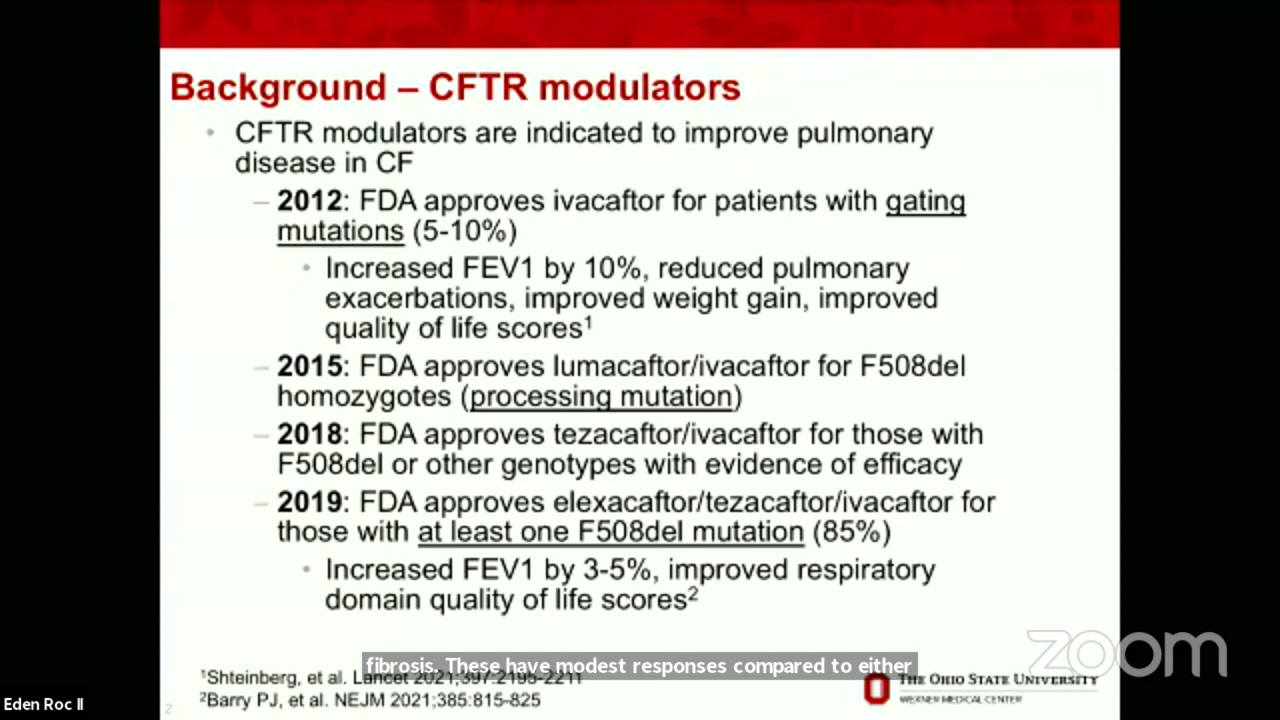 Background – CFTR modulators
• CFTR modulators are indicated to improve pulmonary
disease in CF
– 2012: FDA approves ivacaftor for patients with gating
mutations (5-10%)
• Increased FEV1 by 10%, reduced pulmonary
exacerbations, improved weight gain, improved
quality of life scores¹
– 2015: FDA approves lumacaftor/ivacaftor for F508del
homozygotes (processing mutation)
– 2018: FDA approves tezacaftor/ivacaftor for those with
F508del or other genotypes with evidence of efficacy
– 2019: FDA approves elexacaftor/tezacaftor/ivacaftor for
those with at least one F508del mutation (85%)
• Increased FEV1 by 3-5%, improved respiratory
domain quality of life scores²
zoom
fibrosis. These have modest responses compared to either
¹Shteinberg, et al. Lancet 2021;397:2195-2211
²Barry PJ, et al. NEJM 2021;385:815-825
THE OHIO STATE UNIVERSITY
WEXNER MEDICAL CENTER
Eden Roc II
2